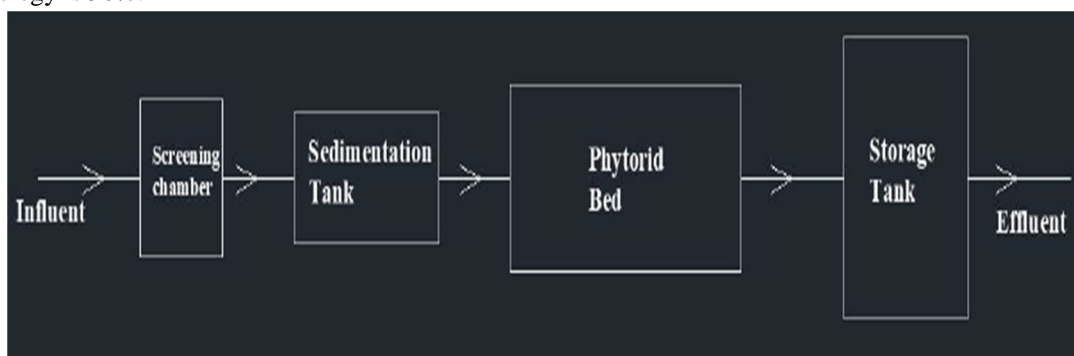 Influent
Screening
chamber
Sedimentation
Tank
Phytorid
Bed
Storage
Tank
Effluent